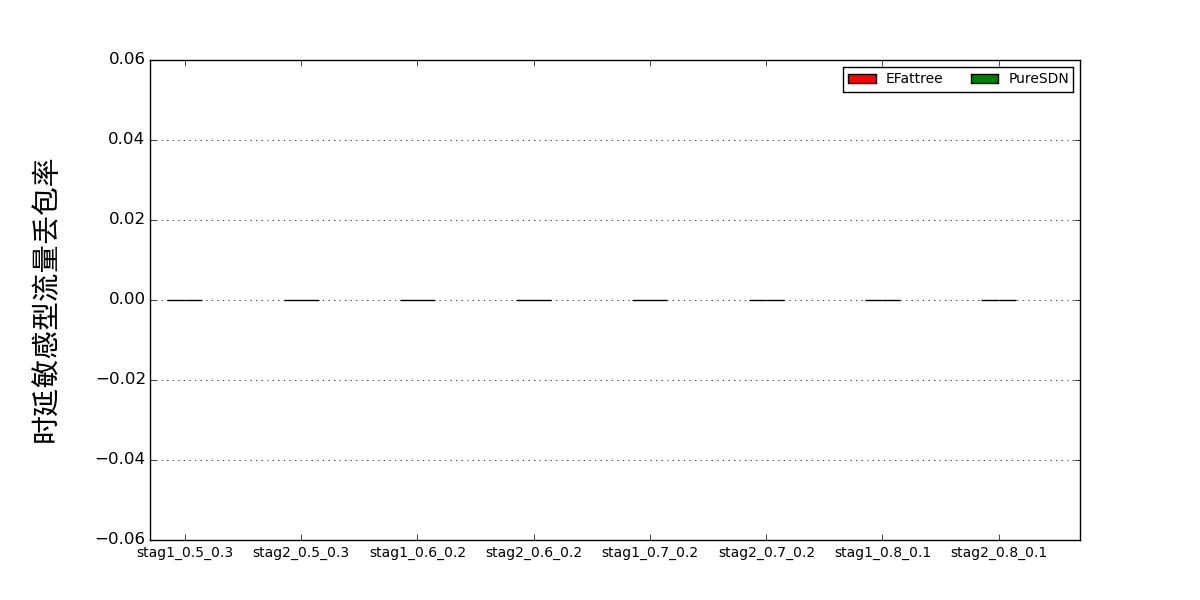 时延敏感型流量丢包率
0.06
0.04
0.02
0.00
−0.02
−0.04
−0.06
EFattree PureSDN
stag1_0.5_0.3 stag2_0.5_0.3 stag1_0.6_0.2 stag2_0.6_0.2 stag1_0.7_0.2 stag2_0.7_0.2 stag1_0.8_0.1 stag2_0.8_0.1